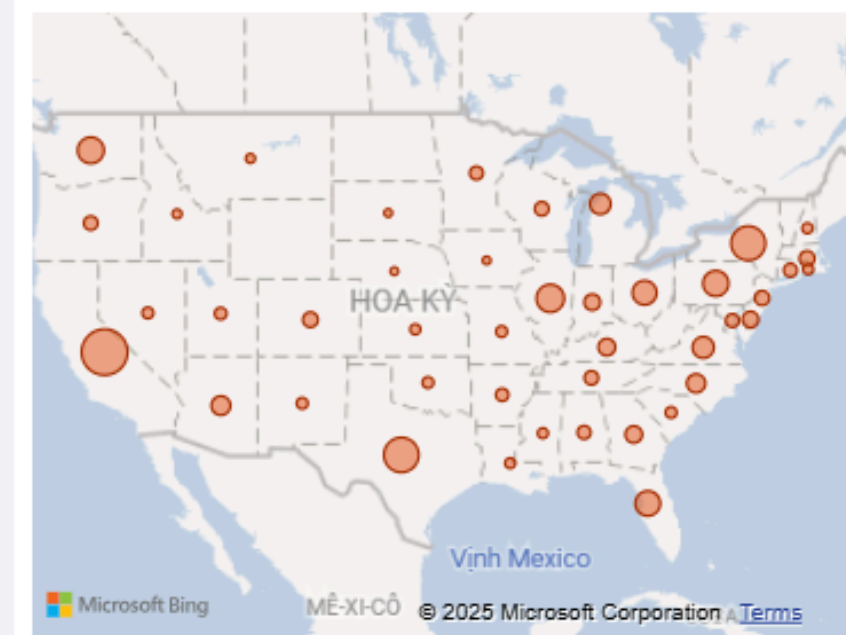 HOA KỲ
Vịnh Mexico
Microsoft Bing
MÊ-XI-CÔ
© 2025 Microsoft Corporation
Terms